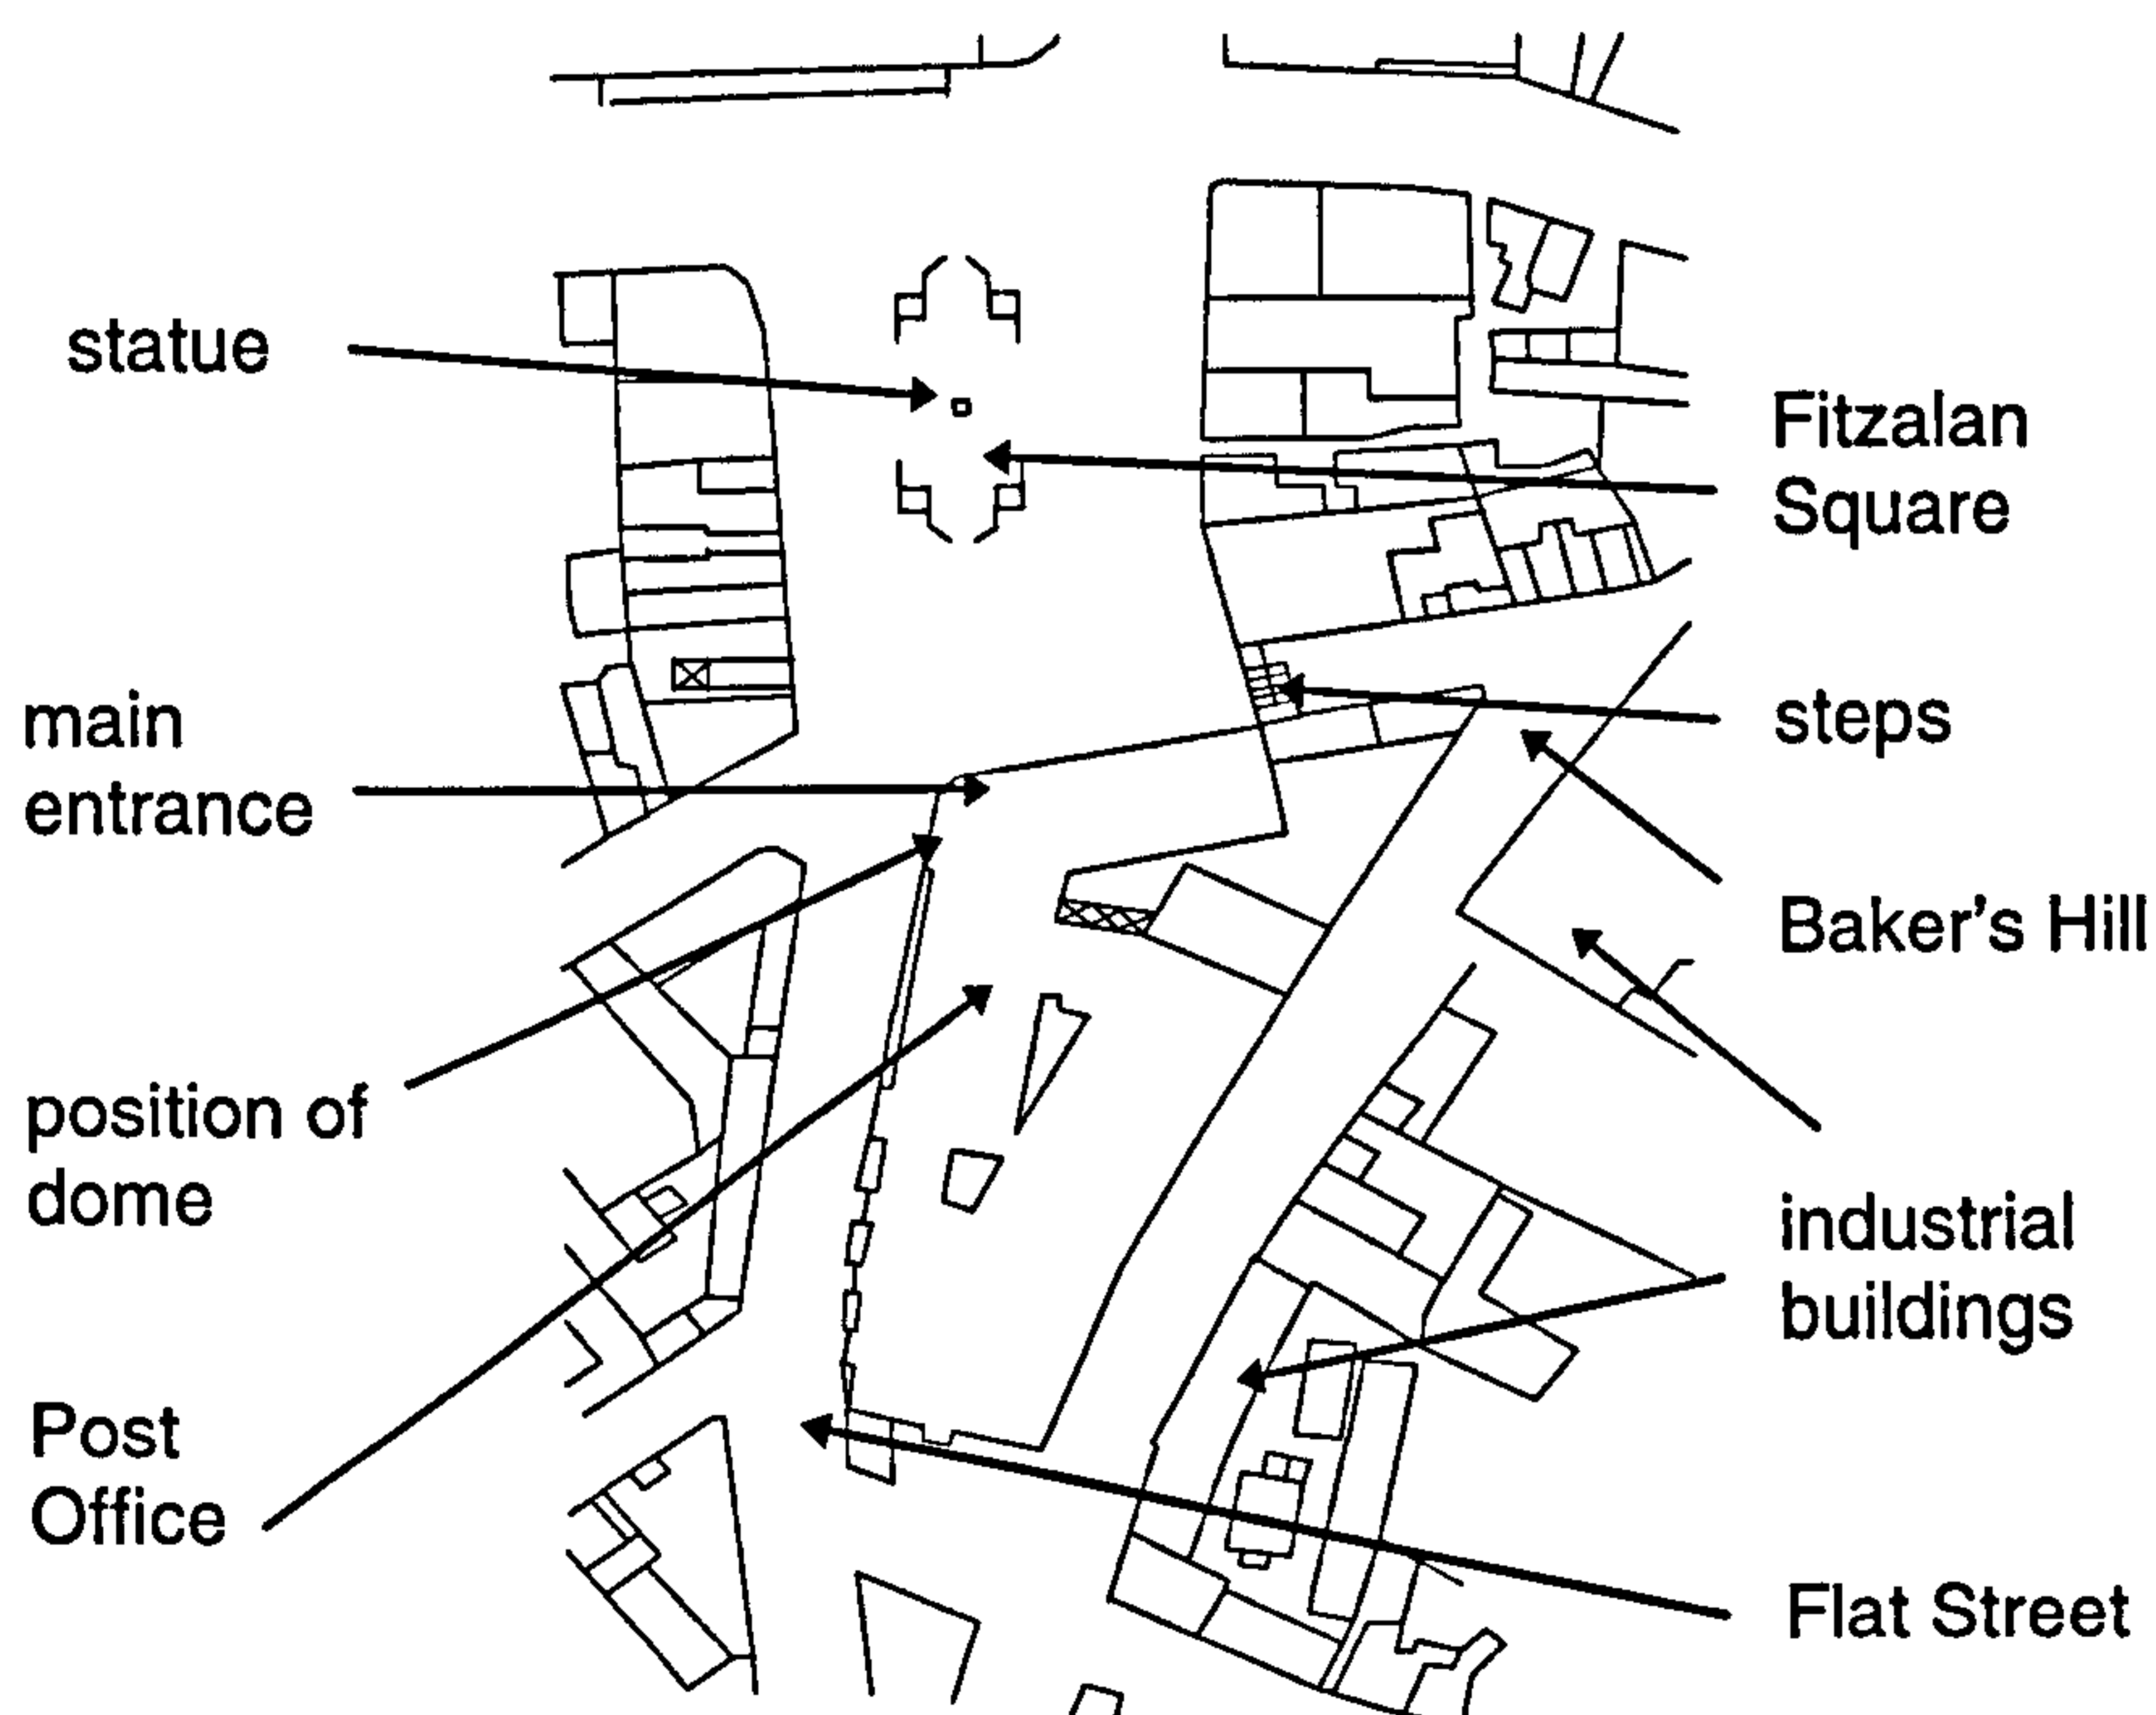 statue
Fitzalan
Square
main
entrance
steps
Baker's Hill
position of
dome
industrial
buildings
Post
Office
Flat Street